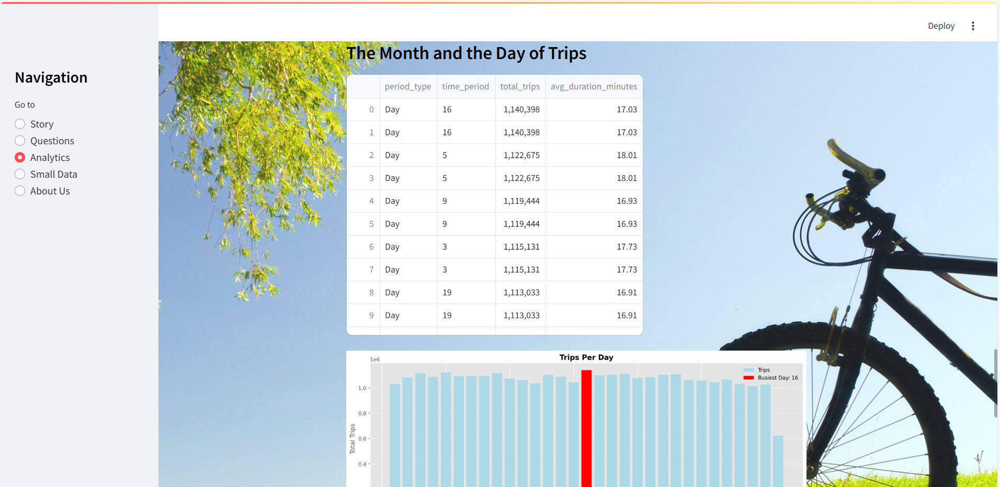 Deploy
Navigation
Go to
Story
Questions
Analytics
Small Data
About Us
The Month and the Day of Trips
period_type time_period total_trips avg_duration_minutes
0 Day 16 1,140,398 17.03
1 Day 16 1,140,398 17.03
2 Day 5 1,122,675 18.01
3 Day 5 1,122,675 18.01
4 Day 9 1,119,444 16.93
5 Day 9 1,119,444 16.93
6 Day 3 1,115,131 17.73
7 Day 3 1,115,131 17.73
8 Day 19 1,113,033 16.91
9 Day 19 1,113,033 16.91
Trips Per Day
1e6
Trips
Busiest Day: 16
1.0
0.8
0.6
0.4
Total Trips